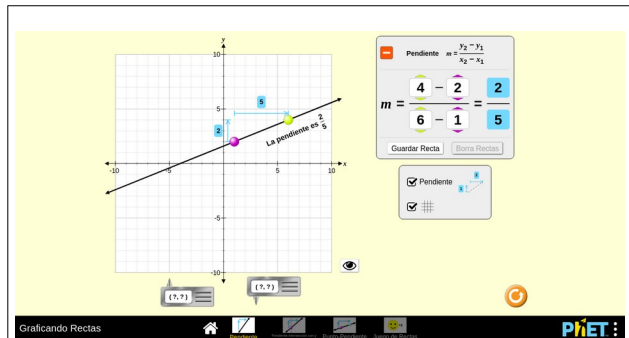 y
10
5
-5
-10
-10
-5
5
10
x
5
2
La pendiente es 2/5
Pendiente m = y₂ − y₁ / x₂ − x₁
m = 4 − 2 / 6 − 1 = 2 / 5
Guardar Recta Borra Rectas
Pendiente
(?, ?)
(?, ?)
Graficando Rectas
Pendiente
Punto-Pendiente
Juego de Rectas
PhET